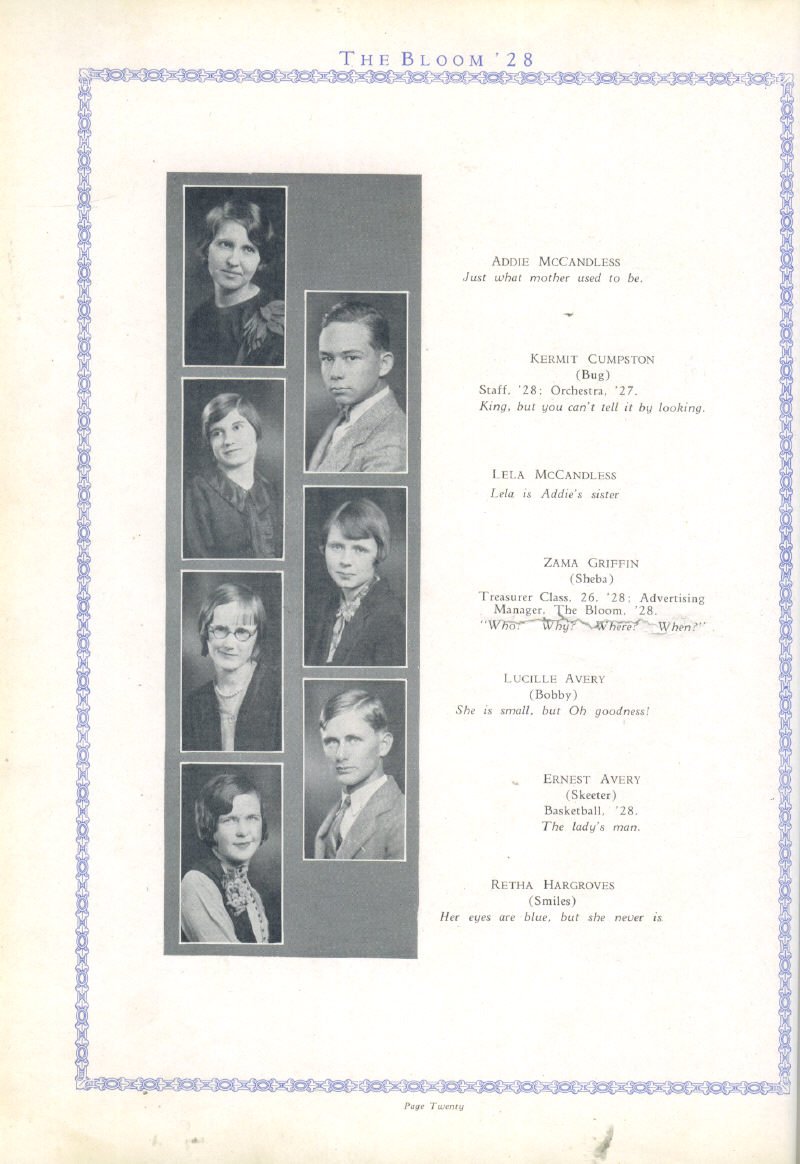 THE BLOOM '28
ADDIE MCCANDLESS
Just what mother used to be.
KERMIT CUMPSTON
(Bug)
Staff, '28; Orchestra, '27.
King, but you can't tell it by looking.
LELA MCCANDLESS
Lela is Addie's sister
ZAMA GRIFFIN
(Sheba)
Treasurer Class, 26, '28; Advertising
Manager, The Bloom, '28.
"Who? Why? Where? When?"
LUCILLE AVERY
(Bobby)
She is small, but Oh goodness!
ERNEST AVERY
(Skeeter)
Basketball, '28.
The lady's man.
RETHA HARGROVES
(Smiles)
Her eyes are blue, but she never is
Page Twenty